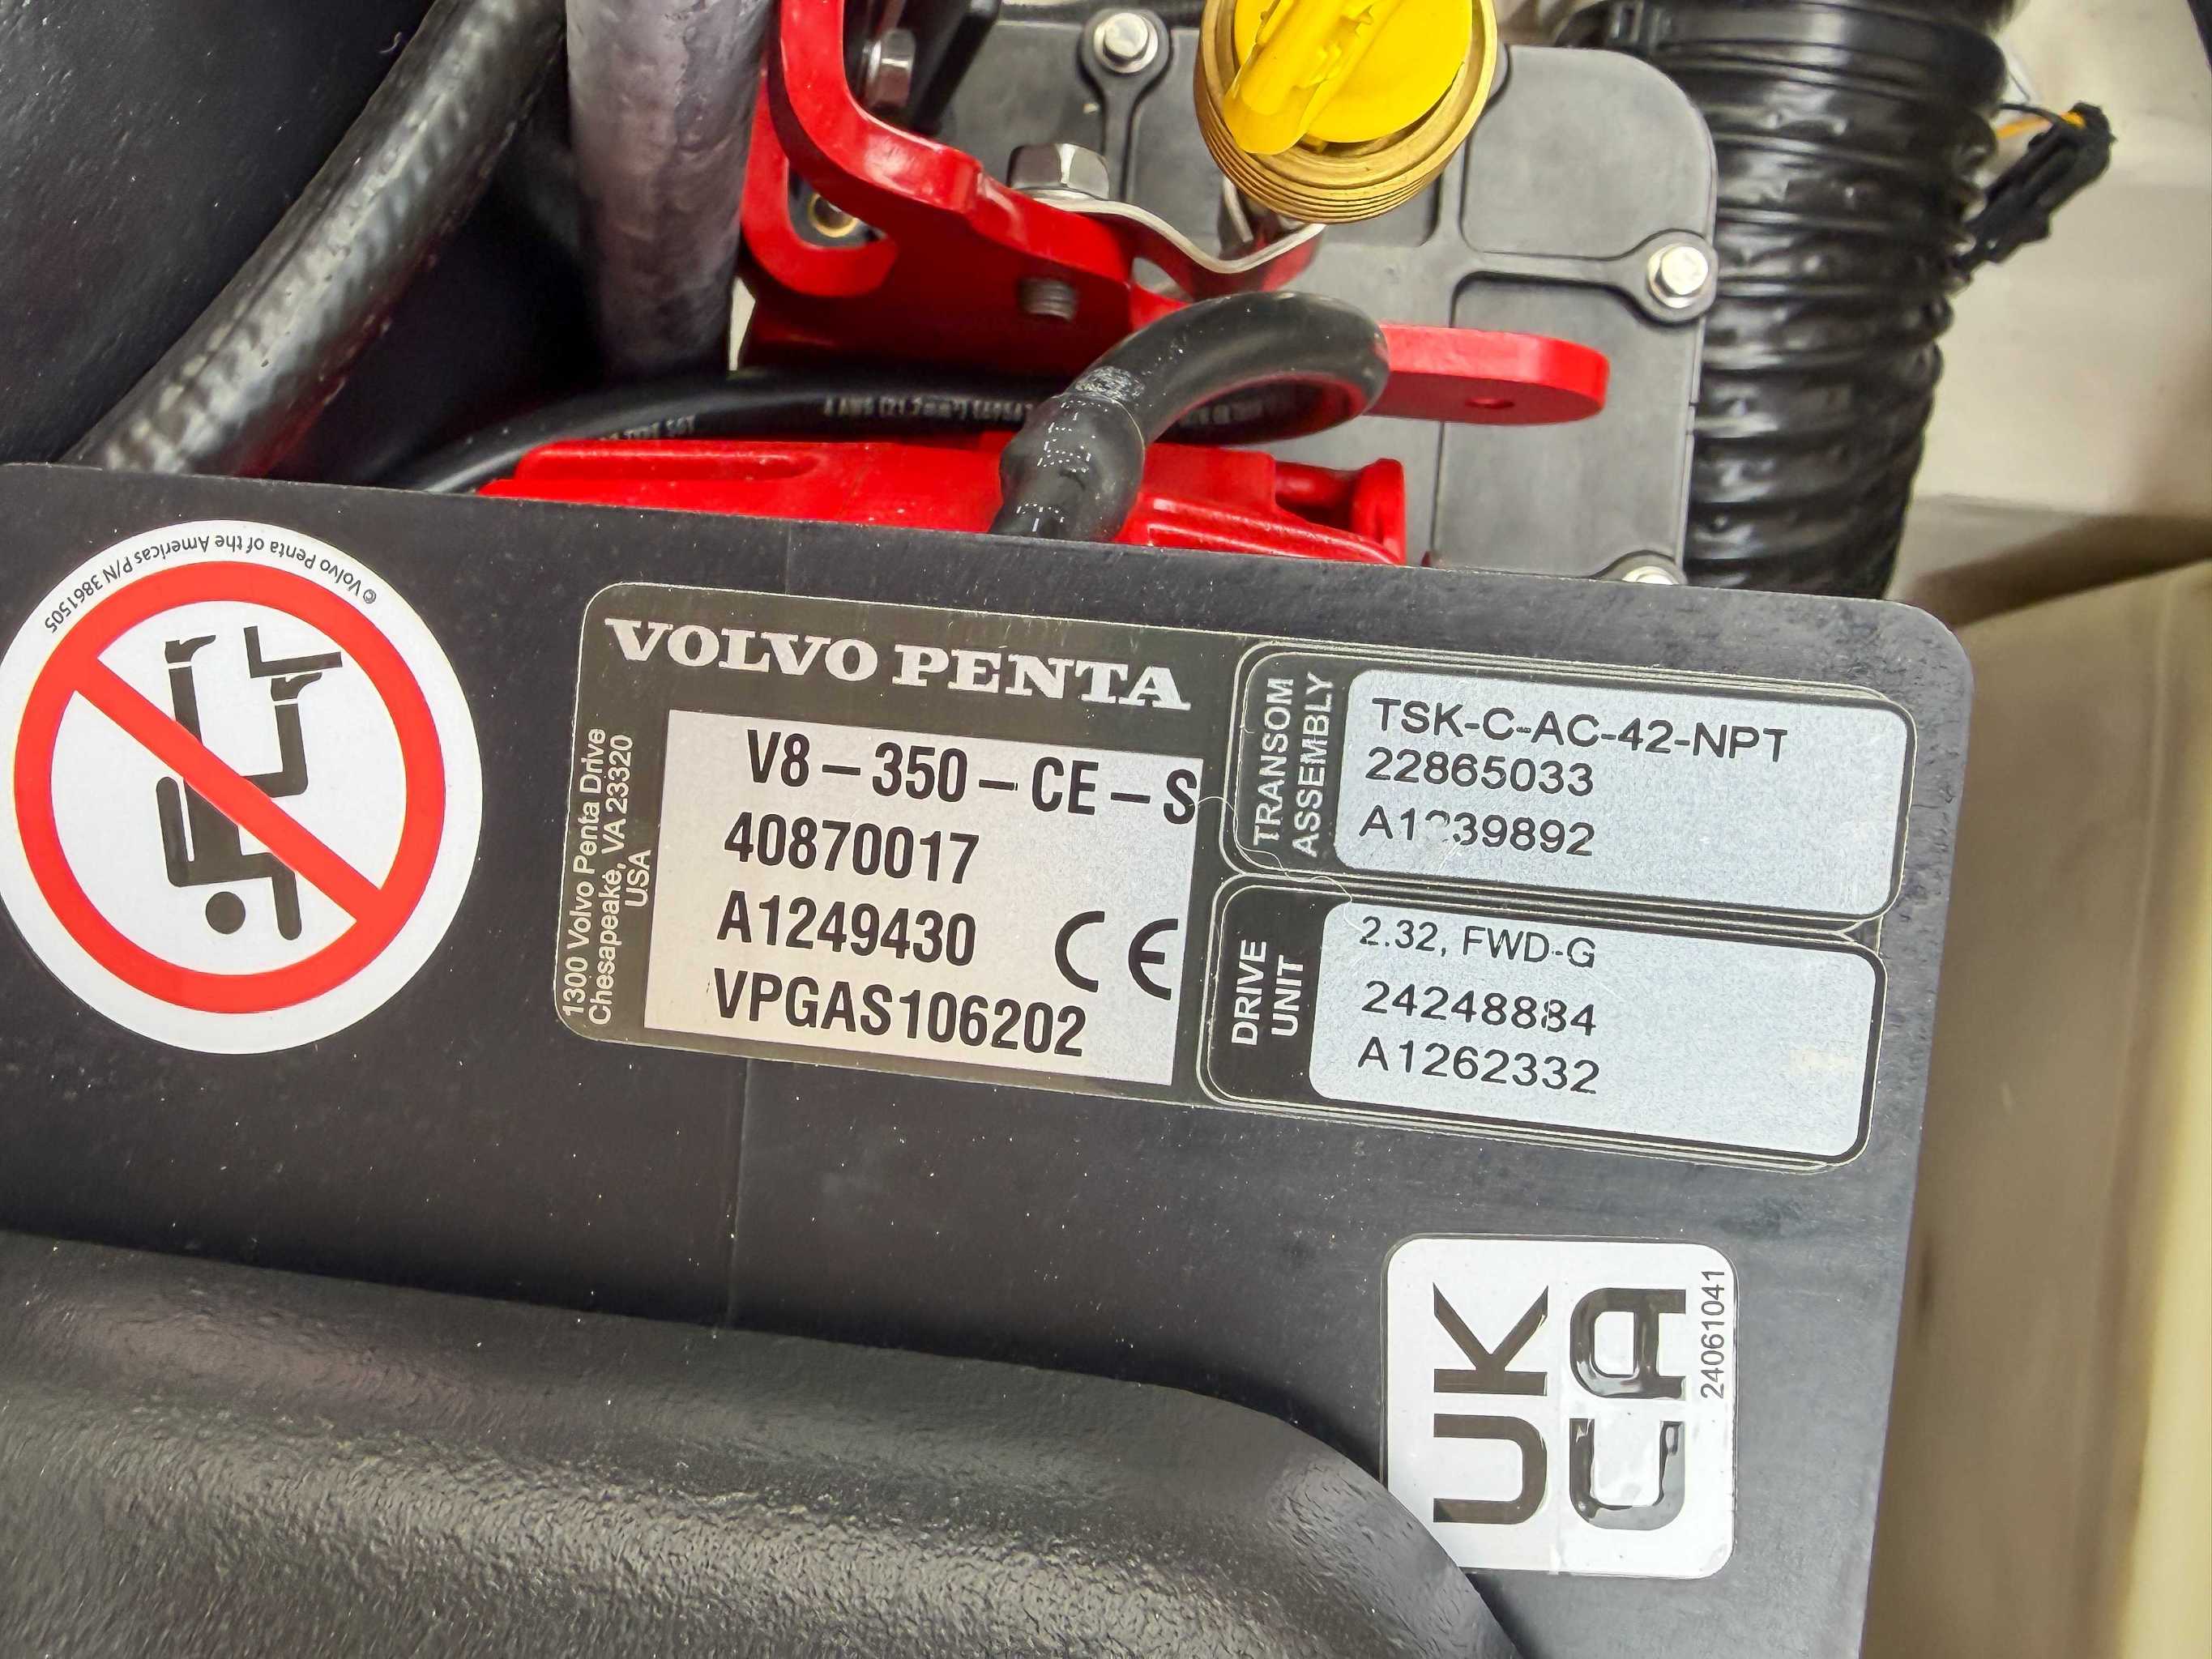 © Volvo Penta of the Americas P/N 3861505
VOLVO PENTA
1300 Volvo Penta Drive
Chesapeake, VA 23320
USA
V8-350-CE-S
40870017
A1249430
CE
VPGAS106202
TRANSOM
ASSEMBLY
TSK-C-AC-42-NPT
22865033
DRIVE
UNIT
2.32, FWD-G
24248884
A1262332
UK
CA
24061041